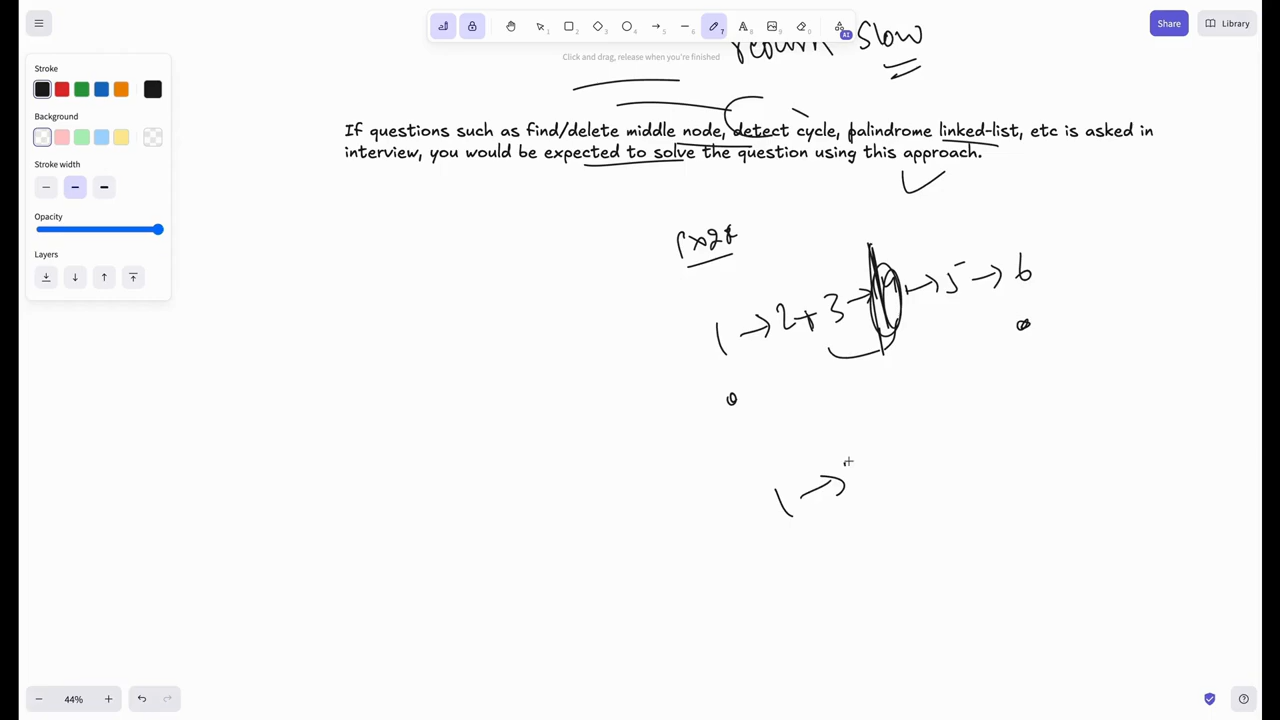 return slow
Share
Library
Click and drag, release when you're finished
Stroke
Background
Stroke width
Opacity
Layers
If questions such as find/delete middle node, detect cycle, palindrome linked-list, etc is asked in
interview, you would be expected to solve the question using this approach.
1 → 2 → 3 → 4 → 5 → 6
1 →
44%